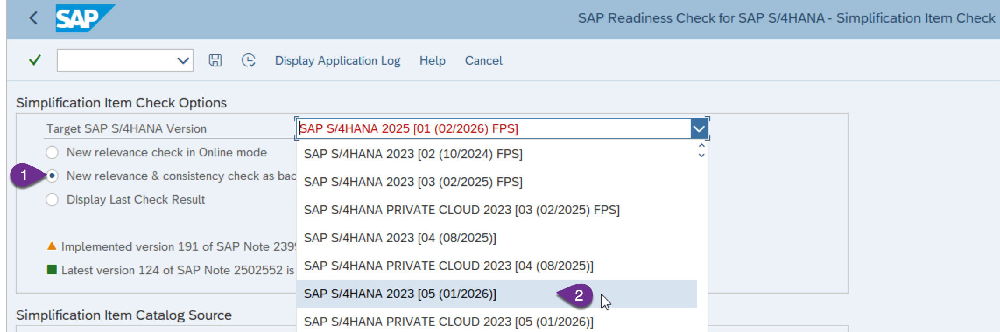 SAP
SAP Readiness Check for SAP S/4HANA - Simplification Item Check
Display Application Log Help Cancel
Simplification Item Check Options
Target SAP S/4HANA Version
SAP S/4HANA 2025 [01 (02/2026) FPS]
New relevance check in Online mode
1
New relevance & consistency check as bac
Display Last Check Result
Implemented version 191 of SAP Note 239
Latest version 124 of SAP Note 2502552 is
SAP S/4HANA 2023 [02 (10/2024) FPS]
SAP S/4HANA 2023 [03 (02/2025) FPS]
SAP S/4HANA PRIVATE CLOUD 2023 [03 (02/2025) FPS]
SAP S/4HANA 2023 [04 (08/2025)]
SAP S/4HANA PRIVATE CLOUD 2023 [04 (08/2025)]
SAP S/4HANA 2023 [05 (01/2026)]
2
SAP S/4HANA PRIVATE CLOUD 2023 [05 (01/2026)]
Simplification Item Catalog Source